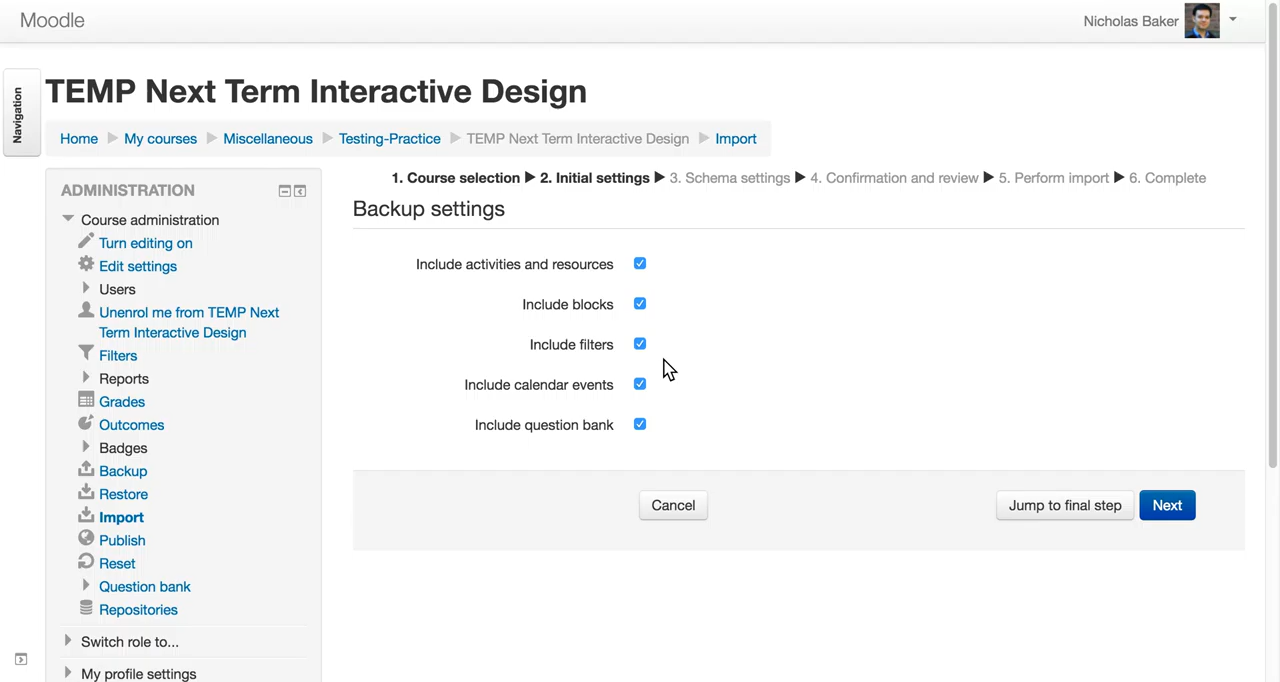 Moodle
Nicholas Baker
Navigation
TEMP Next Term Interactive Design
Home My courses Miscellaneous Testing-Practice TEMP Next Term Interactive Design Import
ADMINISTRATION
Course administration
Turn editing on
Edit settings
Users
Unenrol me from TEMP Next
Term Interactive Design
Filters
Reports
Grades
Outcomes
Badges
Backup
Restore
Import
Publish
Reset
Question bank
Repositories
Switch role to...
My profile settings
1. Course selection ▶ 2. Initial settings ▶ 3. Schema settings ▶ 4. Confirmation and review ▶ 5. Perform import ▶ 6. Complete
Backup settings
Include activities and resources
Include blocks
Include filters
Include calendar events
Include question bank
Cancel
Jump to final step
Next